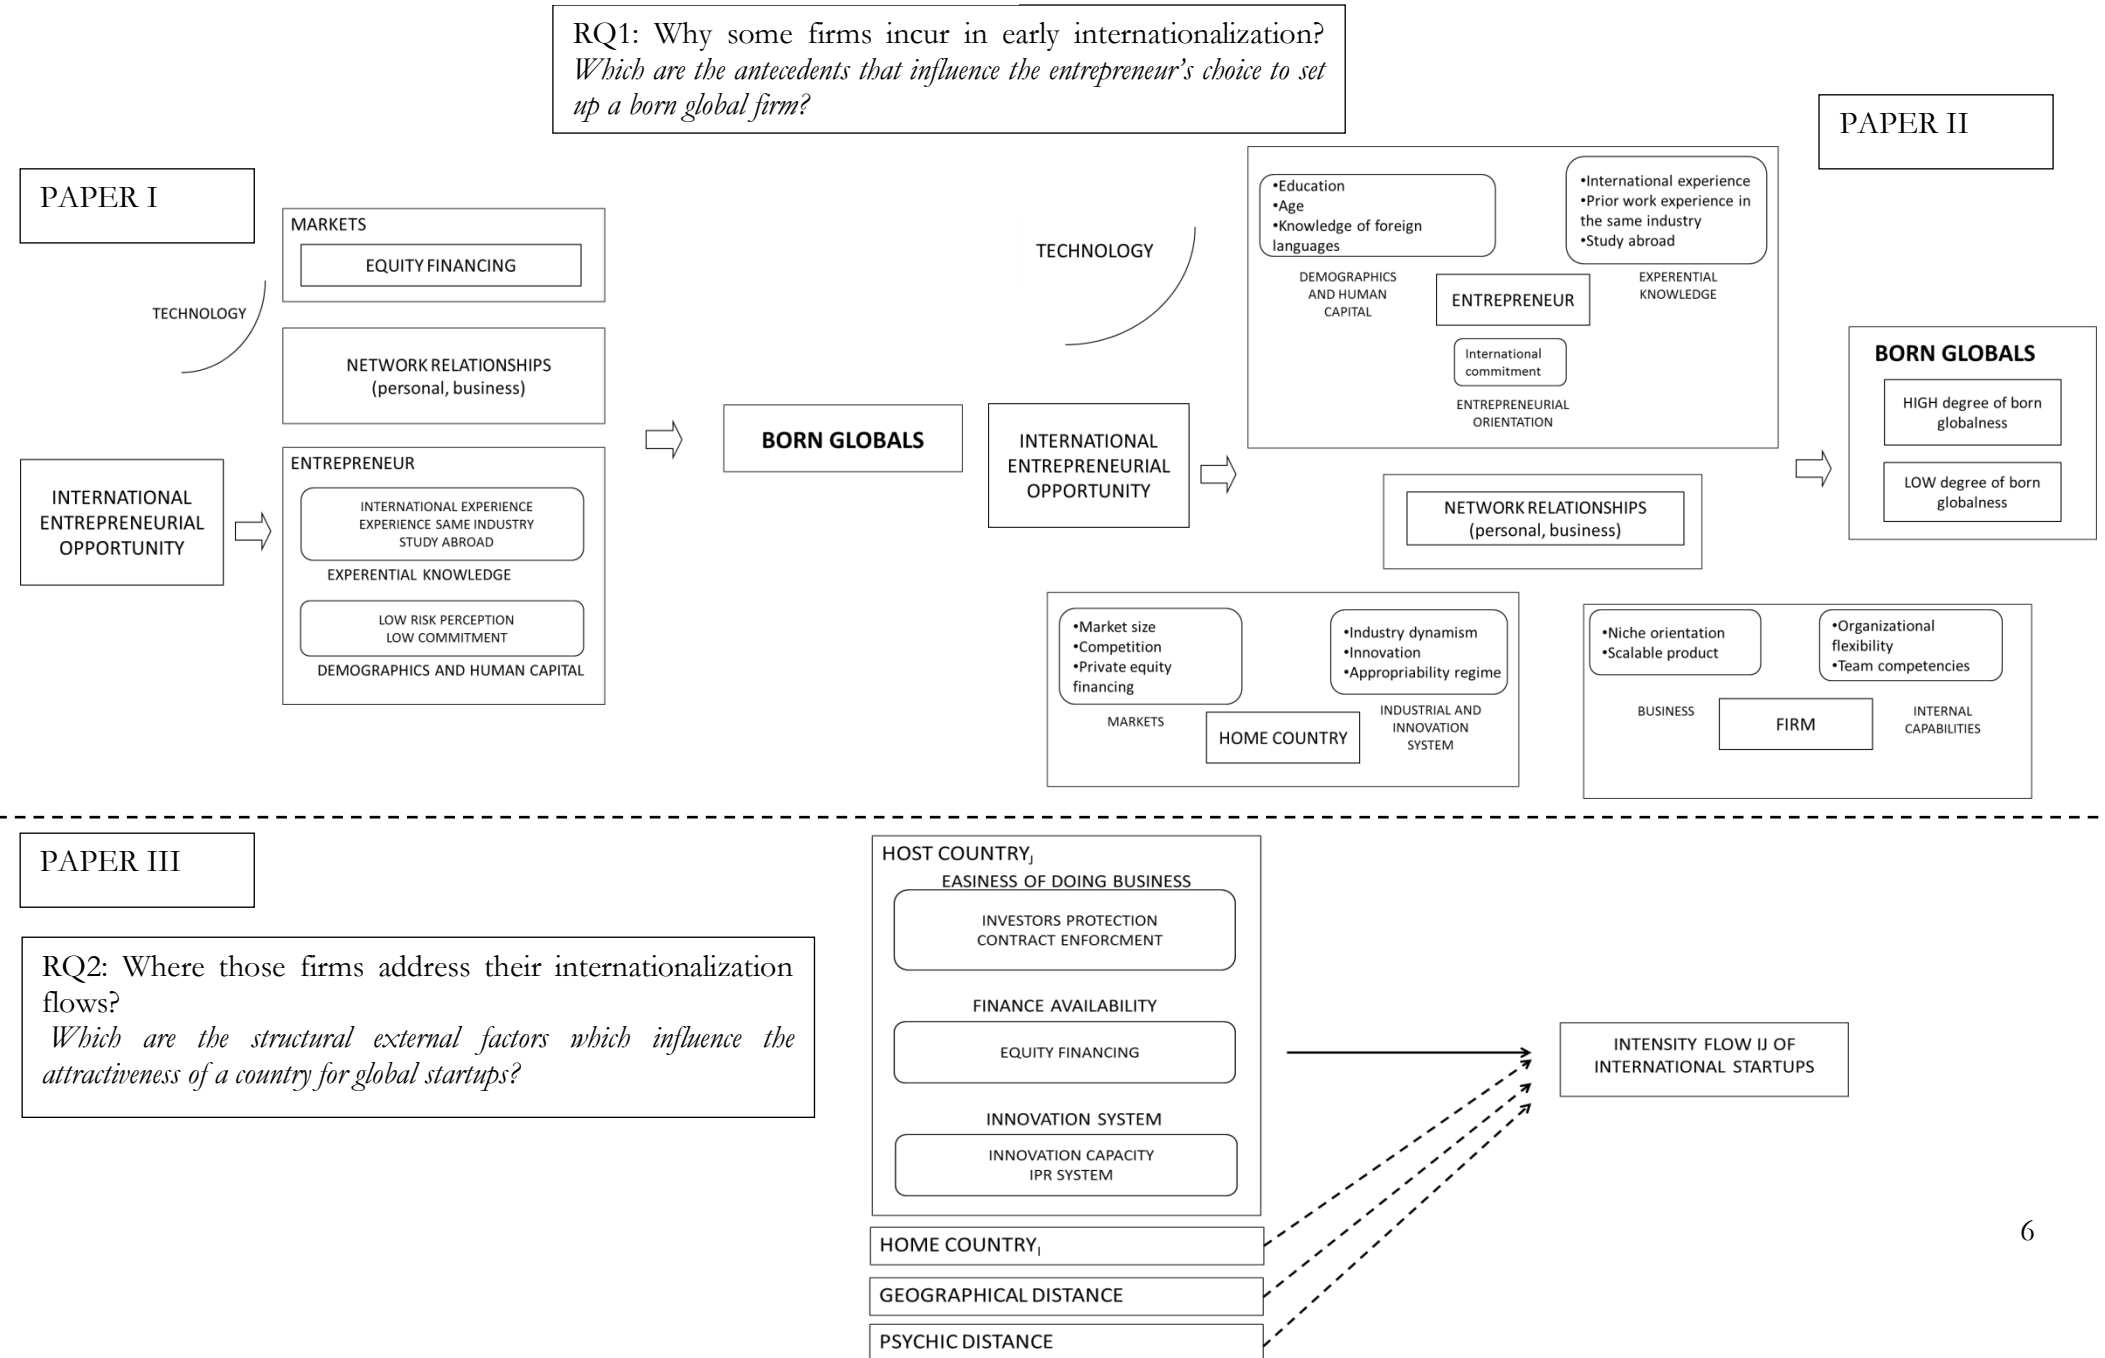 RQ1: Why some firms incur in early internationalization?
Which are the antecedents that influence the entrepreneur's choice to set
up a born global firm?
PAPER I
MARKETS
EQUITY FINANCING
TECHNOLOGY
NETWORK RELATIONSHIPS
(personal, business)
INTERNATIONAL
ENTREPRENEURIAL
OPPORTUNITY
ENTREPRENEUR
INTERNATIONAL EXPERIENCE
EXPERIENCE SAME INDUSTRY
STUDY ABROAD
EXPERENTIAL KNOWLEDGE
LOW RISK PERCEPTION
LOW COMMITMENT
DEMOGRAPHICS AND HUMAN CAPITAL
BORN GLOBALS
PAPER II
TECHNOLOGY
INTERNATIONAL
ENTREPRENEURIAL
OPPORTUNITY
•Education
•Age
•Knowledge of foreign
languages
DEMOGRAPHICS
AND HUMAN
CAPITAL
•International experience
•Prior work experience in
the same industry
•Study abroad
EXPERENTIAL
KNOWLEDGE
ENTREPRENEUR
International
commitment
ENTREPRENEURIAL
ORIENTATION
NETWORK RELATIONSHIPS
(personal, business)
•Market size
•Competition
•Private equity
financing
MARKETS
•Industry dynamism
•Innovation
•Appropriability regime
INDUSTRIAL AND
INNOVATION
SYSTEM
HOME COUNTRY
•Niche orientation
•Scalable product
BUSINESS
•Organizational
flexibility
•Team competencies
INTERNAL
CAPABILITIES
FIRM
BORN GLOBALS
HIGH degree of born
globalness
LOW degree of born
globalness
PAPER III
RQ2: Where those firms address their internationalization
flows?
Which are the structural external factors which influence the
attractiveness of a country for global startups?
HOST COUNTRYJ
EASINESS OF DOING BUSINESS
INVESTORS PROTECTION
CONTRACT ENFORCMENT
FINANCE AVAILABILITY
EQUITY FINANCING
INNOVATION SYSTEM
INNOVATION CAPACITY
IPR SYSTEM
HOME COUNTRYI
GEOGRAPHICAL DISTANCE
PSYCHIC DISTANCE
INTENSITY FLOW IJ OF
INTERNATIONAL STARTUPS
6